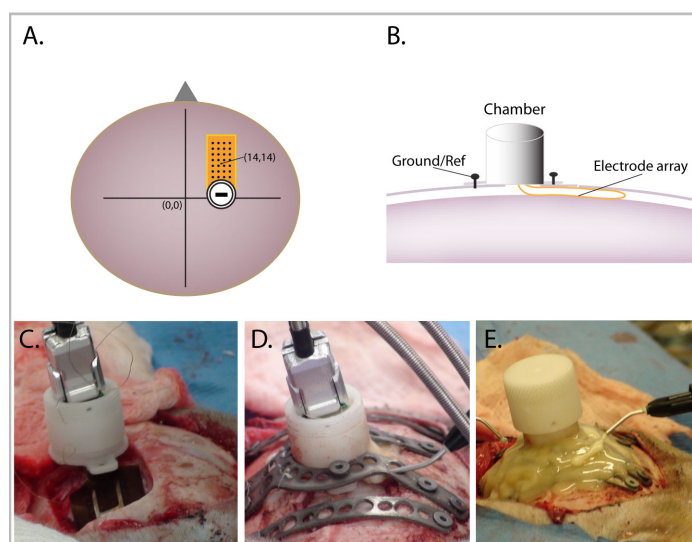 A.
(14,14)
(0,0)
B.
Chamber
Ground/Ref
Electrode array
C.
D.
E.